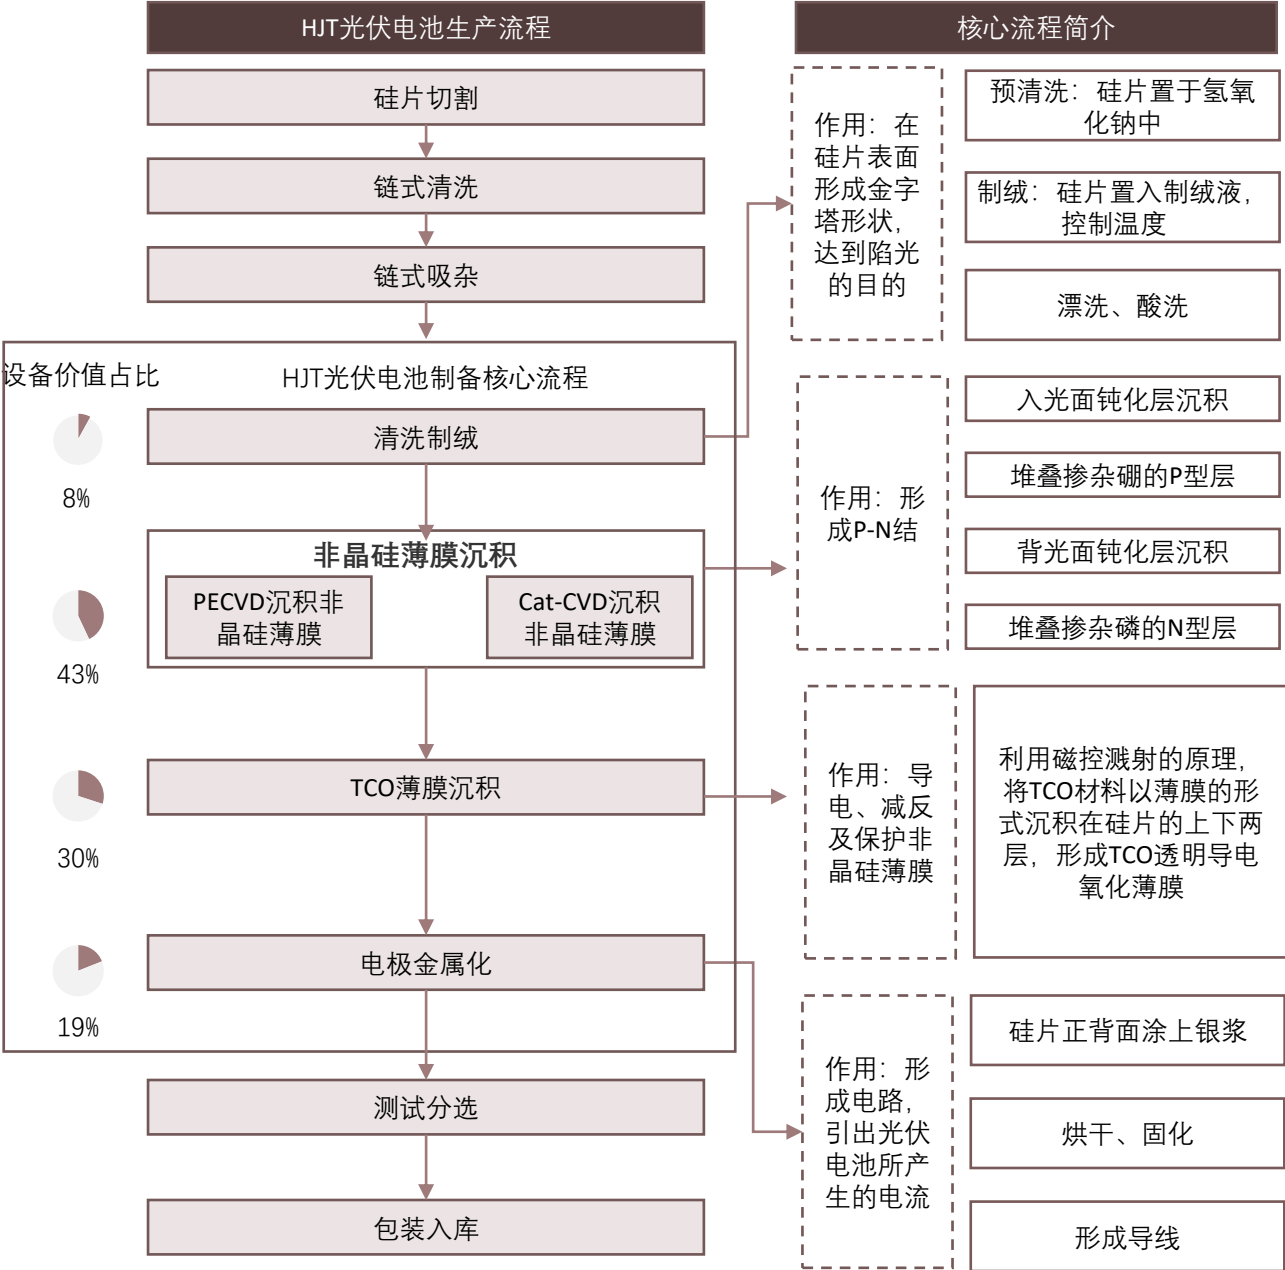 HJT光伏电池生产流程
硅片切割
链式清洗
链式吸杂
设备价值占比
HJT光伏电池制备核心流程
清洗制绒
8%
非晶硅薄膜沉积
PECVD沉积非
晶硅薄膜
Cat-CVD沉积
非晶硅薄膜
43%
TCO薄膜沉积
30%
电极金属化
19%
测试分选
包装入库
核心流程简介
作用：在
硅片表面
形成金字
塔形状，
达到陷光
的目的
预清洗：硅片置于氢氧
化钠中
制绒：硅片置入制绒液，
控制温度
漂洗、酸洗
作用：形
成P-N结
入光面钝化层沉积
堆叠掺杂硼的P型层
背光面钝化层沉积
堆叠掺杂磷的N型层
作用：导
电、减反
及保护非
晶硅薄膜
利用磁控溅射的原理，
将TCO材料以薄膜的形
式沉积在硅片的上下两
层，形成TCO透明导电
氧化薄膜
作用：形
成电路，
引出光伏
电池所产
生的电流
硅片正背面涂上银浆
烘干、固化
形成导线